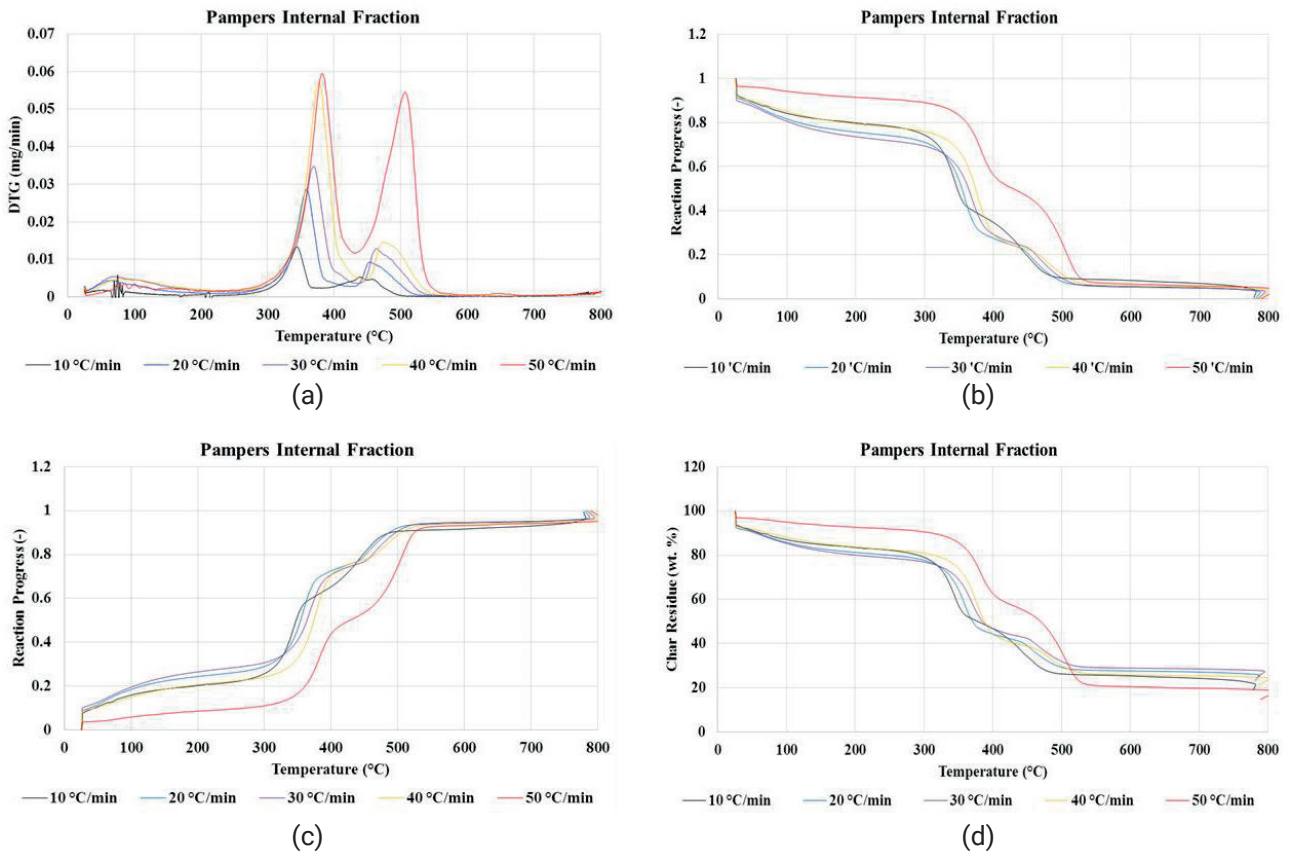 Pampers Internal Fraction
0.07
0.06
0.05
0.04
0.03
0.02
0.01
0
DTG (mg/min)
0 100 200 300 400 500 600 700 800
Temperature (°C)
10 °C/min 20 °C/min 30 °C/min 40 °C/min 50 °C/min
(a)
Pampers Internal Fraction
1.2
1
0.8
0.6
0.4
0.2
0
Reaction Progress (-)
0 100 200 300 400 500 600 700 800
Temperature (°C)
10 'C/min 20 'C/min 30 'C/min 40 'C/min 50 'C/min
(b)
Pampers Internal Fraction
1.2
1
0.8
0.6
0.4
0.2
0
Reaction Progress (-)
0 100 200 300 400 500 600 700 800
Temperature (°C)
10 °C/min 20 °C/min 30 °C/min 40 °C/min 50 °C/min
(c)
Pampers Internal Fraction
120
100
80
60
40
20
0
Char Residue (wt. %)
0 100 200 300 400 500 600 700 800
Temperature (°C)
10 °C/min 20 °C/min 30 °C/min 40 °C/min 50 °C/min
(d)